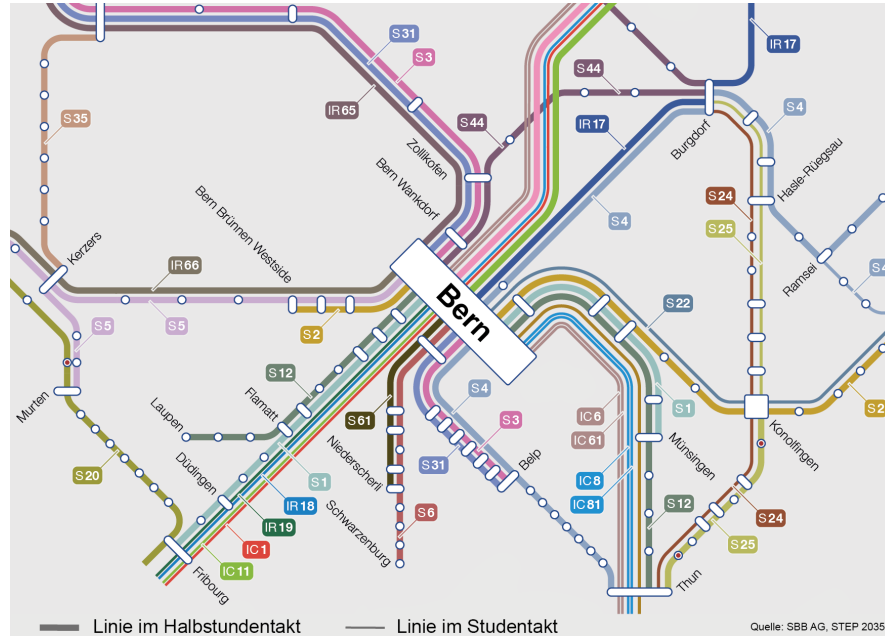 S31
S3
IR17
S44
S4
IR65
S44
IR17
S35
Zollikofen
Burgdorf
Hasle-Rüegsau
Bern Wankdorf
S24
Bern Brünnen Westside
S4
S25
Kerzers
IR66
Ramsei
S4
S5
S5
S2
Bern
S22
S12
S4
IC6
S1
Murten
Laupen
Flamatt
S61
S3
IC61
S2
Konolfingen
S20
Düdingen
S1
Niederscherli
S31
Belp
IC8
Münsingen
IR18
S6
IC81
S24
IR19
S12
Schwarzenburg
S25
IC1
IC11
Fribourg
Thun
Linie im Halbstundentakt
Linie im Studentakt
Quelle: SBB AG, STEP 2035